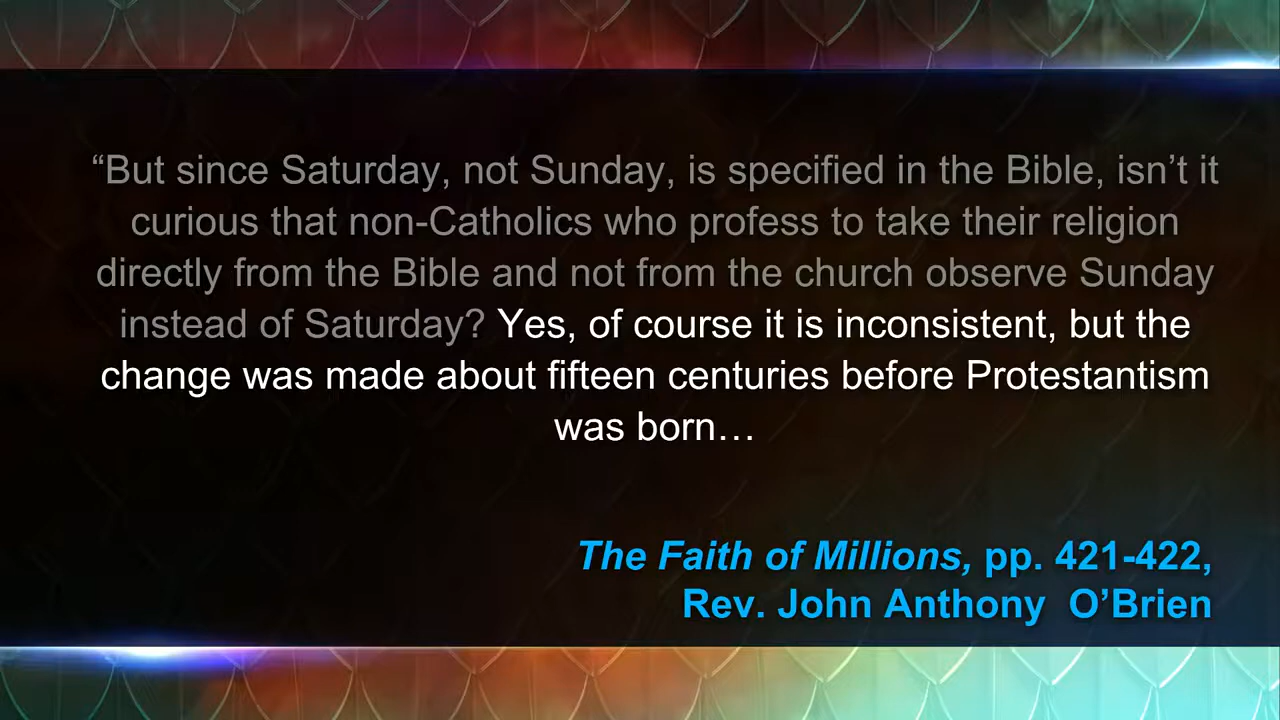 “But since Saturday, not Sunday, is specified in the Bible, isn’t it
curious that non-Catholics who profess to take their religion
directly from the Bible and not from the church observe Sunday
instead of Saturday? Yes, of course it is inconsistent, but the
change was made about fifteen centuries before Protestantism
was born…
The Faith of Millions, pp. 421-422,
Rev. John Anthony  O’Brien